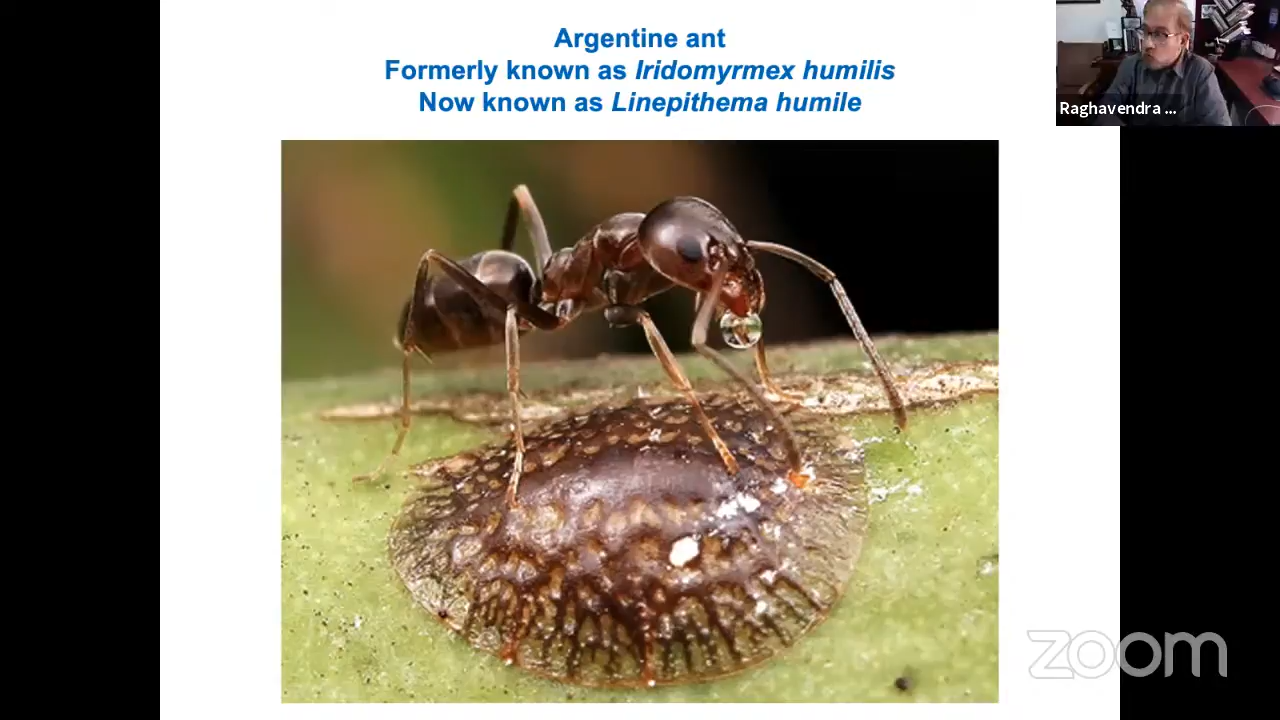 Argentine ant
Formerly known as Iridomyrmex humilis
Now known as Linepithema humile
Raghavendra ...
zoom